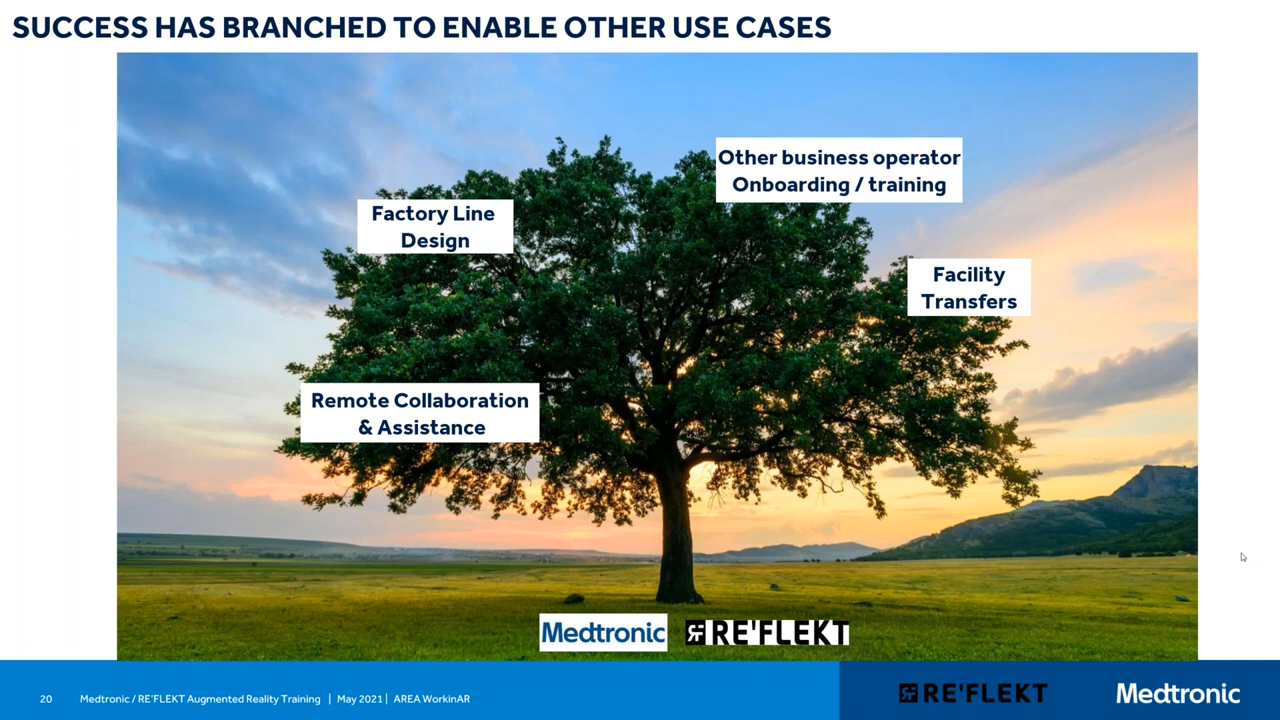 SUCCESS HAS BRANCHED TO ENABLE OTHER USE CASES
Other business operator
Onboarding / training
Factory Line
Design
Facility
Transfers
Remote Collaboration
& Assistance
Medtronic
RE'FLEKT
20
Medtronic / RE'FLEKT Augmented Reality Training | May 2021 | AREA WorkinAR
RE'FLEKT
Medtronic